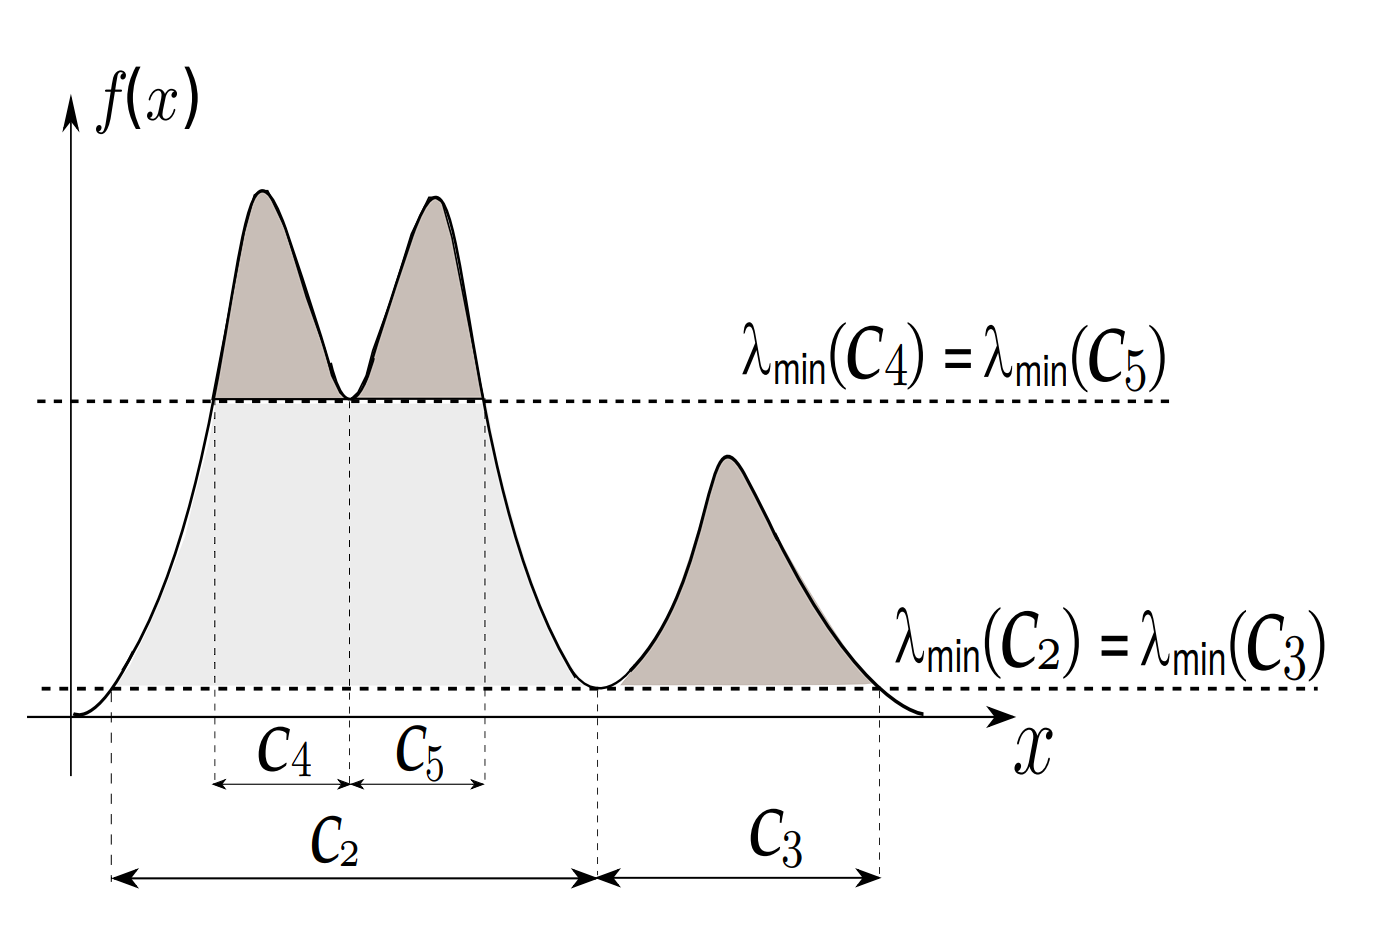 f(x)
λmin(C4) = λmin(C5)
λmin(C2) = λmin(C3)
x
C4 C5
C2 C3